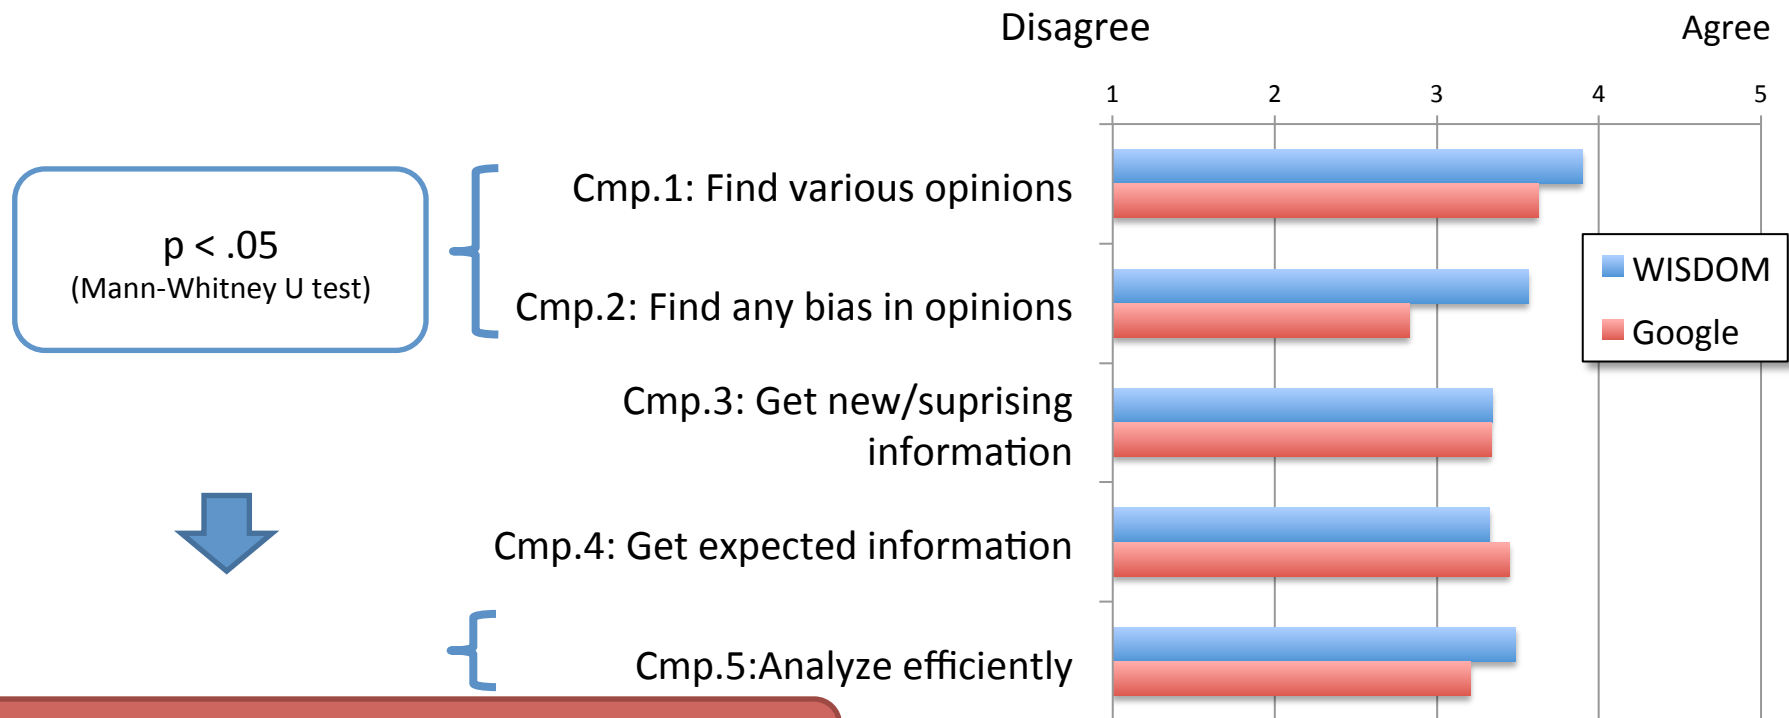 Disagree
Agree
1 2 3 4 5
p < .05
(Mann-Whitney U test)
Cmp.1: Find various opinions
Cmp.2: Find any bias in opinions
Cmp.3: Get new/suprising
information
Cmp.4: Get expected information
Cmp.5:Analyze efficiently
WISDOM
Google